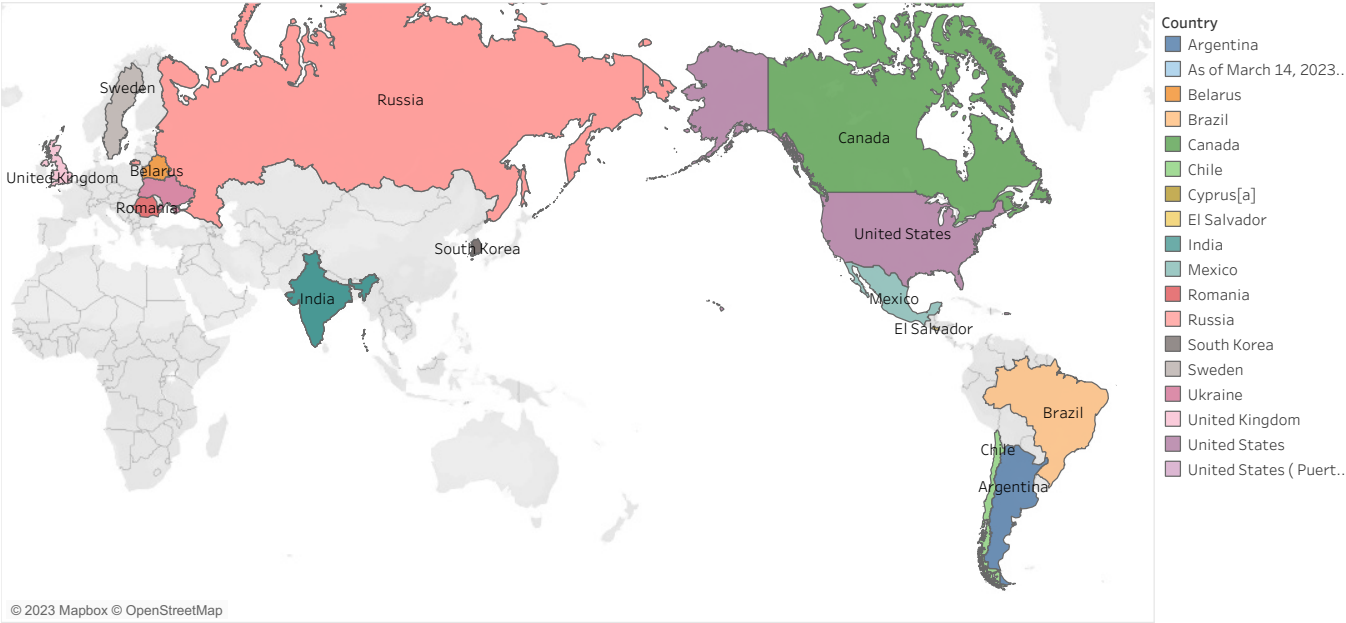 Sweden
Russia
United Kingdom
Belarus
Romania
South Korea
India
Canada
United States
Mexico
El Salvador
Brazil
Chile
Argentina
© 2023 Mapbox © OpenStreetMap
Country
Argentina
As of March 14, 2023..
Belarus
Brazil
Canada
Chile
Cyprus[a]
El Salvador
India
Mexico
Romania
Russia
South Korea
Sweden
Ukraine
United Kingdom
United States
United States ( Puert..